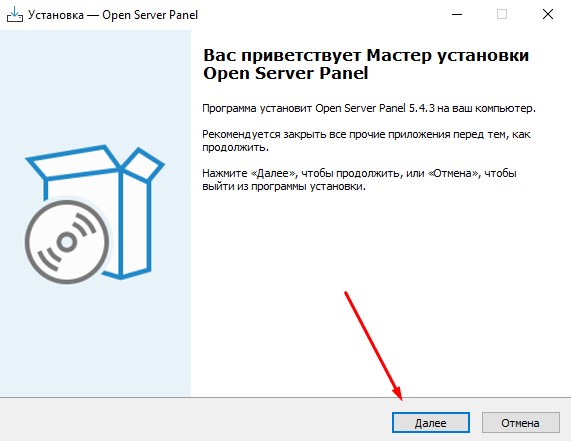 Установка — Open Server Panel
Вас приветствует Мастер установки
Open Server Panel
Программа установит Open Server Panel 5.4.3 на ваш компьютер.
Рекомендуется закрыть все прочие приложения перед тем, как
продолжить.
Нажмите «Далее», чтобы продолжить, или «Отмена», чтобы
выйти из программы установки.
Далее
Отмена